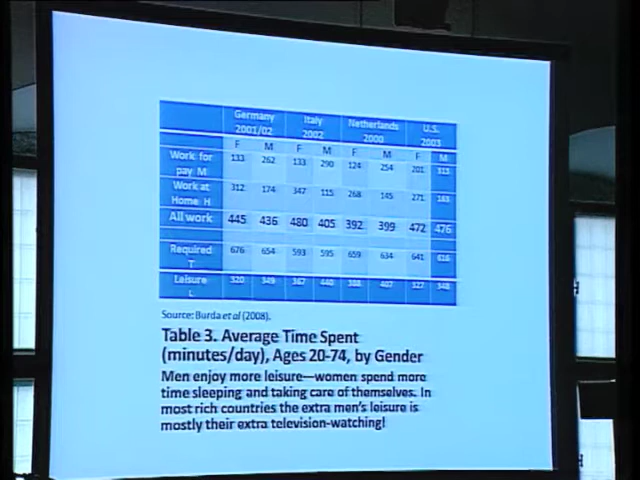 Germany Italy Netherlands U.S.
2001/02 2002 2000 2003
F M F M F M F M
Work for pay M 133 262 133 290 124 254 201 313
Work at Home H 312 174 347 115 268 145 271 163
All work 445 436 480 405 392 399 472 476
Required T 676 654 593 595 659 634 641 616
Leisure L 320 349 367 440 388 407 327 348
Source: Burda et al (2008).
Table 3. Average Time Spent
(minutes/day), Ages 20-74, by Gender
Men enjoy more leisure—women spend more
time sleeping and taking care of themselves. In
most rich countries the extra men's leisure is
mostly their extra television-watching!